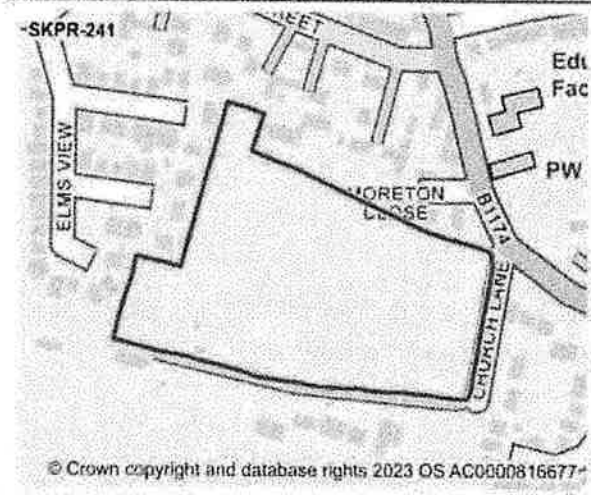 SKPR-241
REET
Edu
Fac
ELMS VIEW
MORETON
CLOSE
PW
B1174
CHURCH LANE
© Crown copyright and database rights 2023 OS AC0000816677